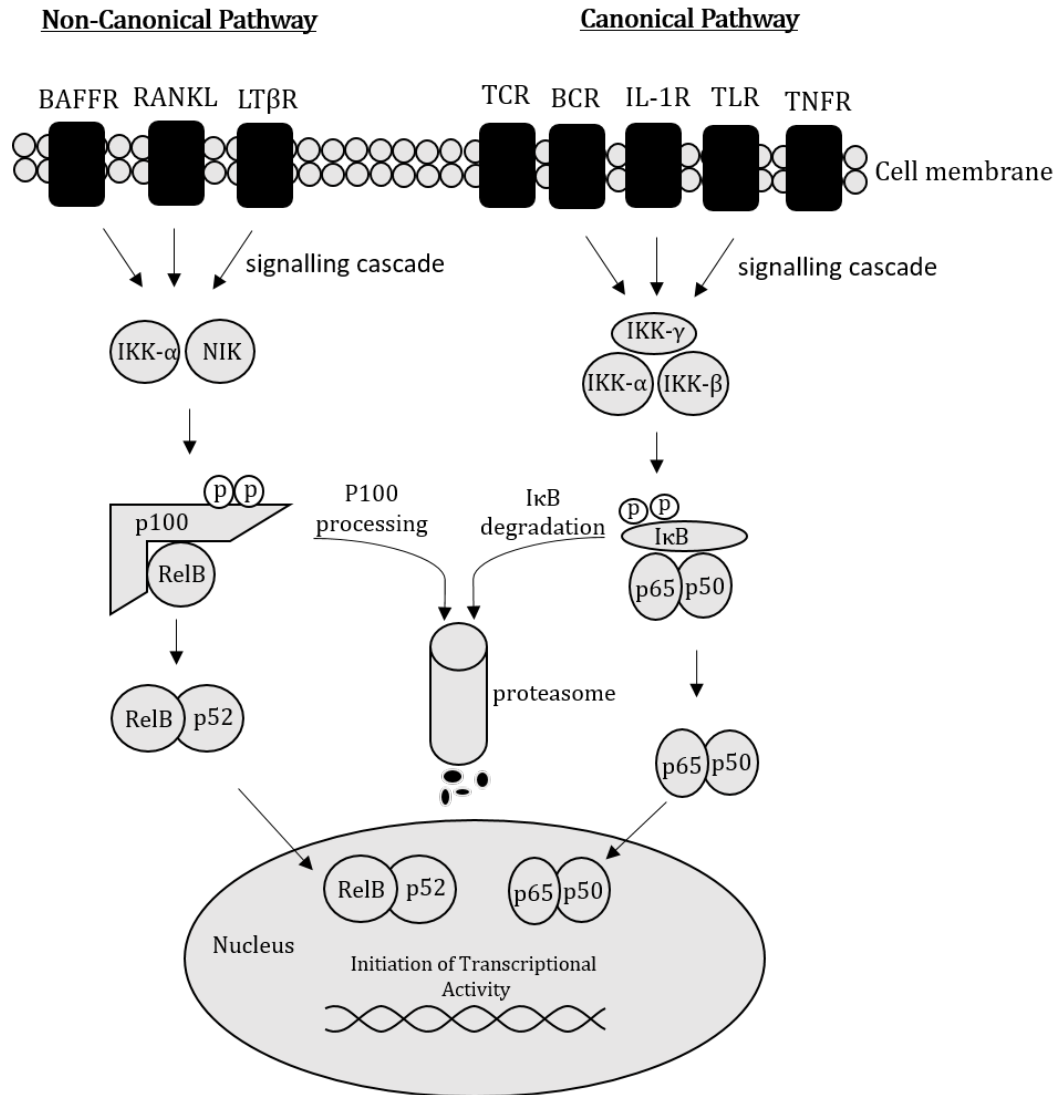 Non-Canonical Pathway
Canonical Pathway
BAFFR RANKL LTβR
TCR BCR IL-1R TLR TNFR
Cell membrane
signalling cascade
signalling cascade
IKK-α NIK
IKK-γ
IKK-α IKK-β
p p
p100
RelB
P100
processing
IκB
degradation
p p
IκB
p65 p50
RelB p52
proteasome
p65 p50
RelB p52
p65 p50
Nucleus
Initiation of Transcriptional
Activity